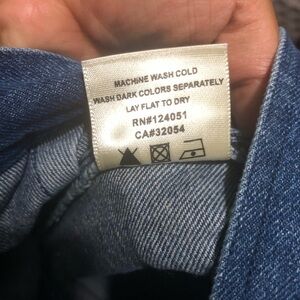 MACHINE WASH COLD
WASH DARK COLORS SEPARATELY
LAY FLAT TO DRY
RN#124051
CA#32054